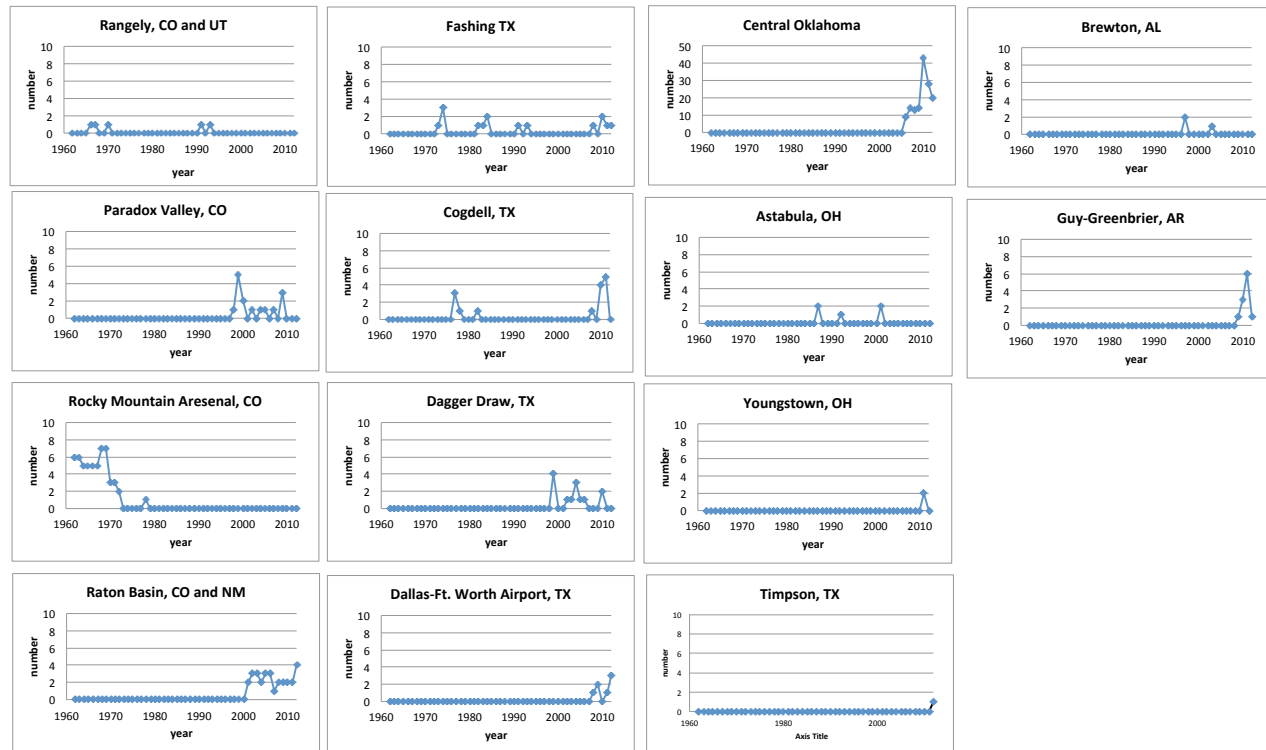 Rangely, CO and UT
number
10
8
6
4
2
0
1960 1970 1980 1990 2000 2010
year
Fashing TX
number
10
8
6
4
2
0
1960 1970 1980 1990 2000 2010
year
Central Oklahoma
number
50
40
30
20
10
0
1960 1970 1980 1990 2000 2010
year
Brewton, AL
number
10
8
6
4
2
0
1960 1970 1980 1990 2000 2010
year
Paradox Valley, CO
number
10
8
6
4
2
0
1960 1970 1980 1990 2000 2010
year
Cogdell, TX
number
10
8
6
4
2
0
1960 1970 1980 1990 2000 2010
year
Astabula, OH
number
10
8
6
4
2
0
1960 1970 1980 1990 2000 2010
year
Guy-Greenbrier, AR
number
10
8
6
4
2
0
1960 1970 1980 1990 2000 2010
year
Rocky Mountain Aresenal, CO
number
10
8
6
4
2
0
1960 1970 1980 1990 2000 2010
year
Dagger Draw, TX
number
10
8
6
4
2
0
1960 1970 1980 1990 2000 2010
year
Youngstown, OH
number
10
8
6
4
2
0
1960 1970 1980 1990 2000 2010
year
Raton Basin, CO and NM
number
10
8
6
4
2
0
1960 1970 1980 1990 2000 2010
year
Dallas-Ft. Worth Airport, TX
number
10
8
6
4
2
0
1960 1970 1980 1990 2000 2010
year
Timpson, TX
number
10
8
6
4
2
0
1960 1980 2000
Axis Title